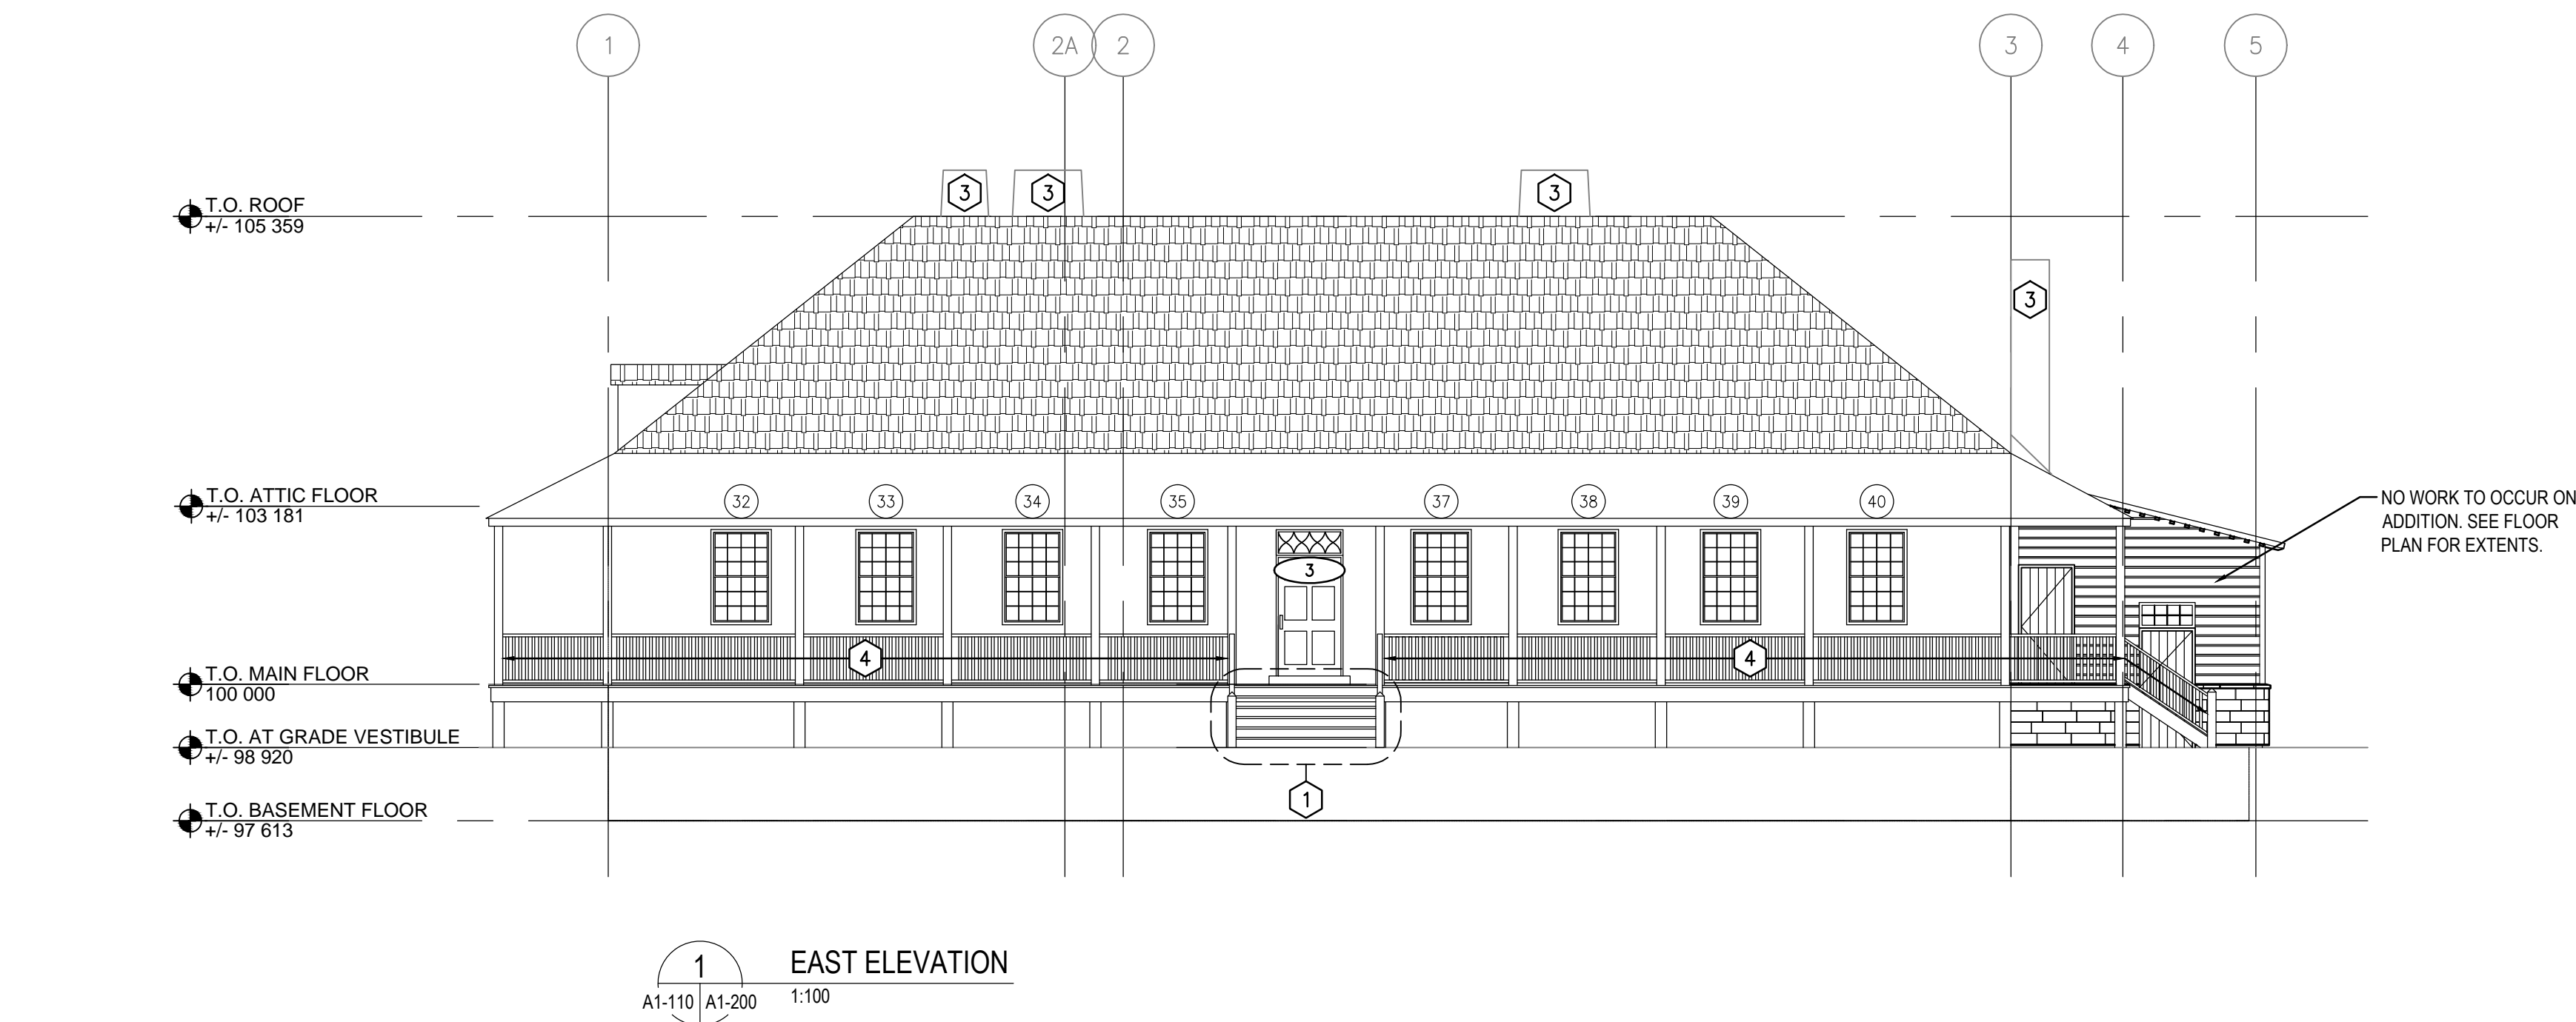 1
2A
2
3
4
5
3
3
3
T.O. ROOF
+/- 105 359
3
T.O. ATTIC FLOOR
+/- 103 181
32
33
34
35
37
38
39
40
NO WORK TO OCCUR ON
ADDITION. SEE FLOOR
PLAN FOR EXTENTS.
3
4
4
T.O. MAIN FLOOR
100 000
T.O. AT GRADE VESTIBULE
+/- 98 920
1
T.O. BASEMENT FLOOR
+/- 97 613
1
EAST ELEVATION
A1-110
A1-200
1:100